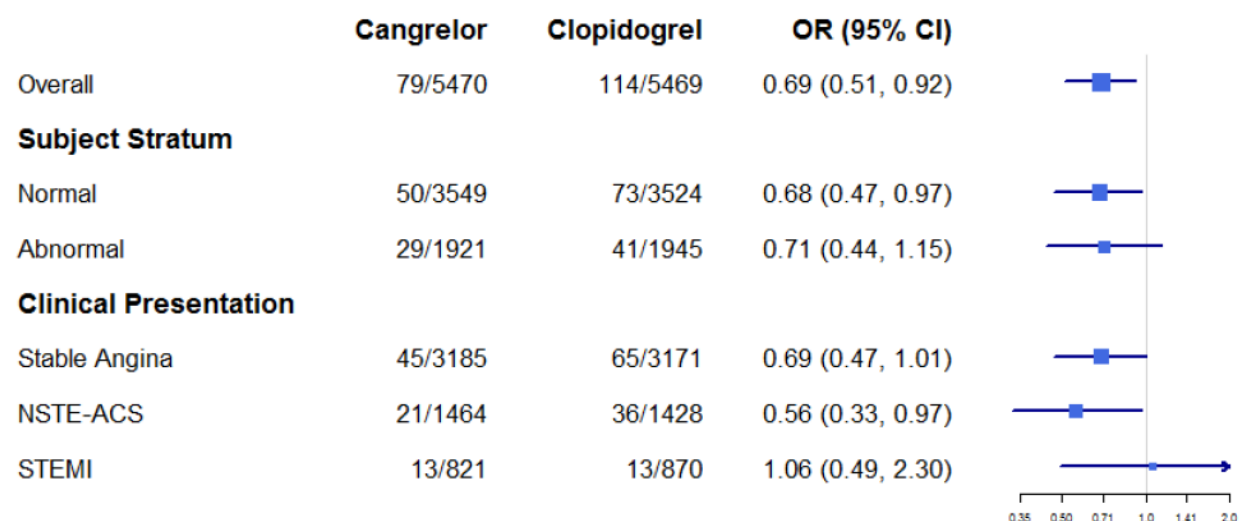 Cangrelor Clopidogrel OR (95% CI)
Overall 79/5470 114/5469 0.69 (0.51, 0.92)
Subject Stratum
Normal 50/3549 73/3524 0.68 (0.47, 0.97)
Abnormal 29/1921 41/1945 0.71 (0.44, 1.15)
Clinical Presentation
Stable Angina 45/3185 65/3171 0.69 (0.47, 1.01)
NSTE-ACS 21/1464 36/1428 0.56 (0.33, 0.97)
STEMI 13/821 13/870 1.06 (0.49, 2.30)
0.35 0.50 0.71 1.0 1.41 2.0